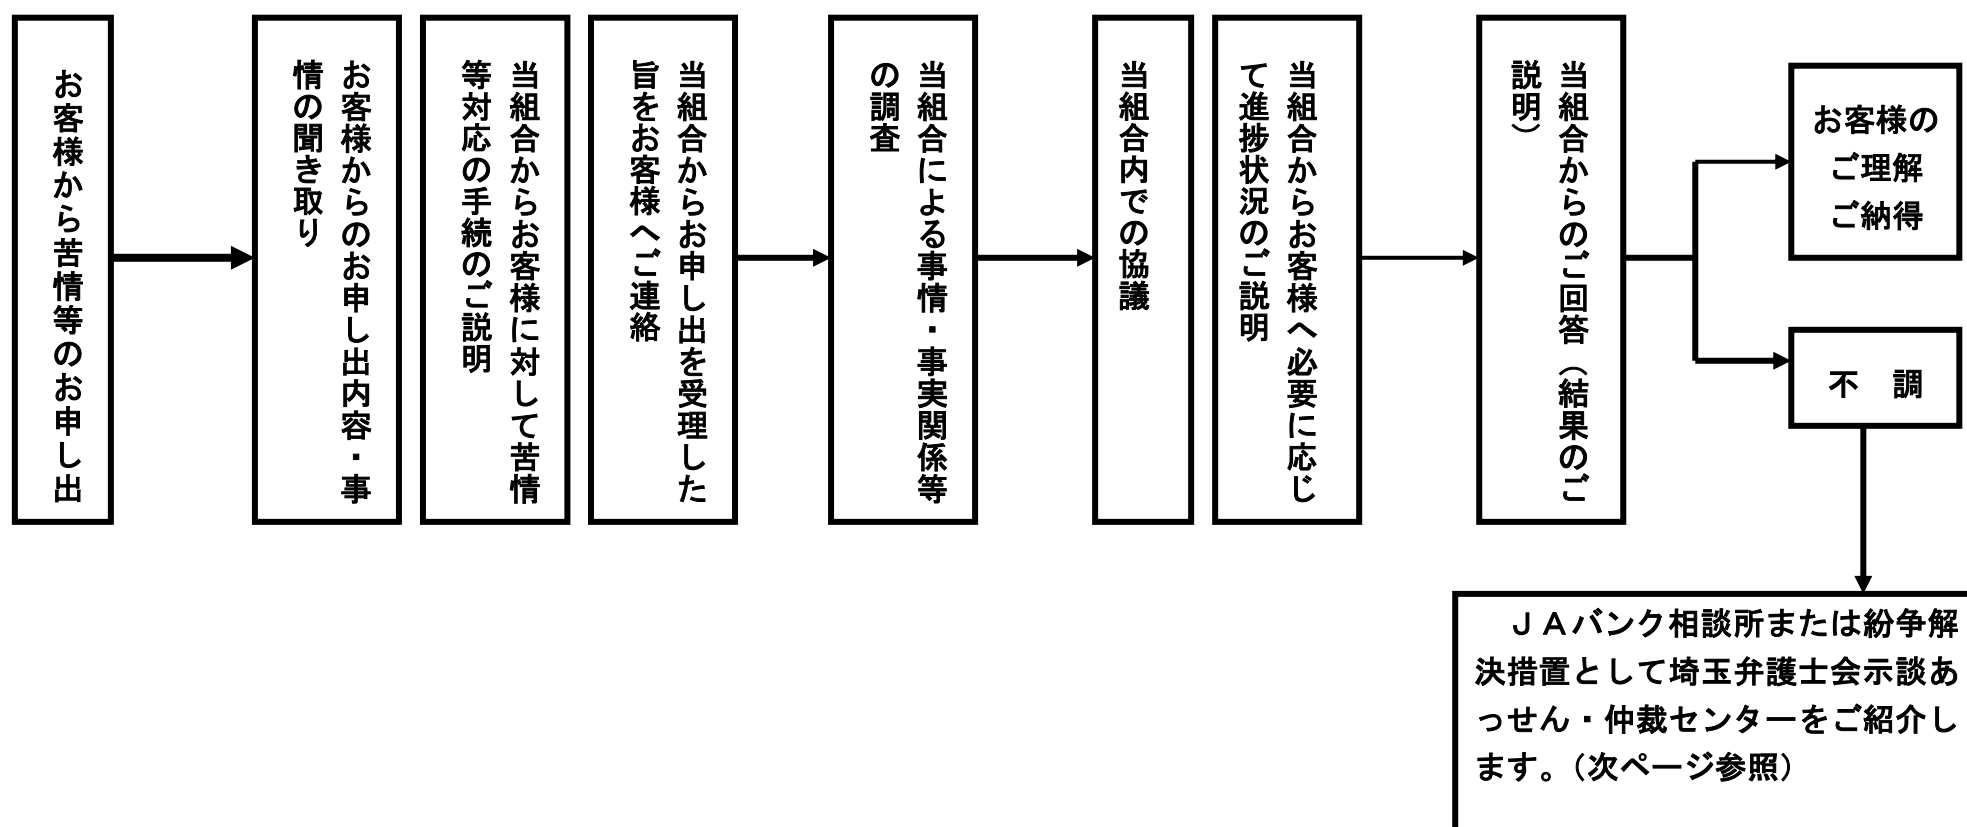 お客様から苦情等のお申し出
お客様からのお申し出内容・事
情の聞き取り
当組合からお客様に対して苦情
等対応の手続のご説明
当組合からお申し出を受理した
旨をお客様へご連絡
当組合による事情・事実関係等
の調査
当組合内での協議
当組合からお客様へ必要に応じ
て進捗状況のご説明
当組合からのご回答（結果のご
説明）
お客様の
ご理解
ご納得
不　調
ＪＡバンク相談所または紛争解
決措置として埼玉弁護士会示談あ
っせん・仲裁センターをご紹介し
ます。（次ページ参照）